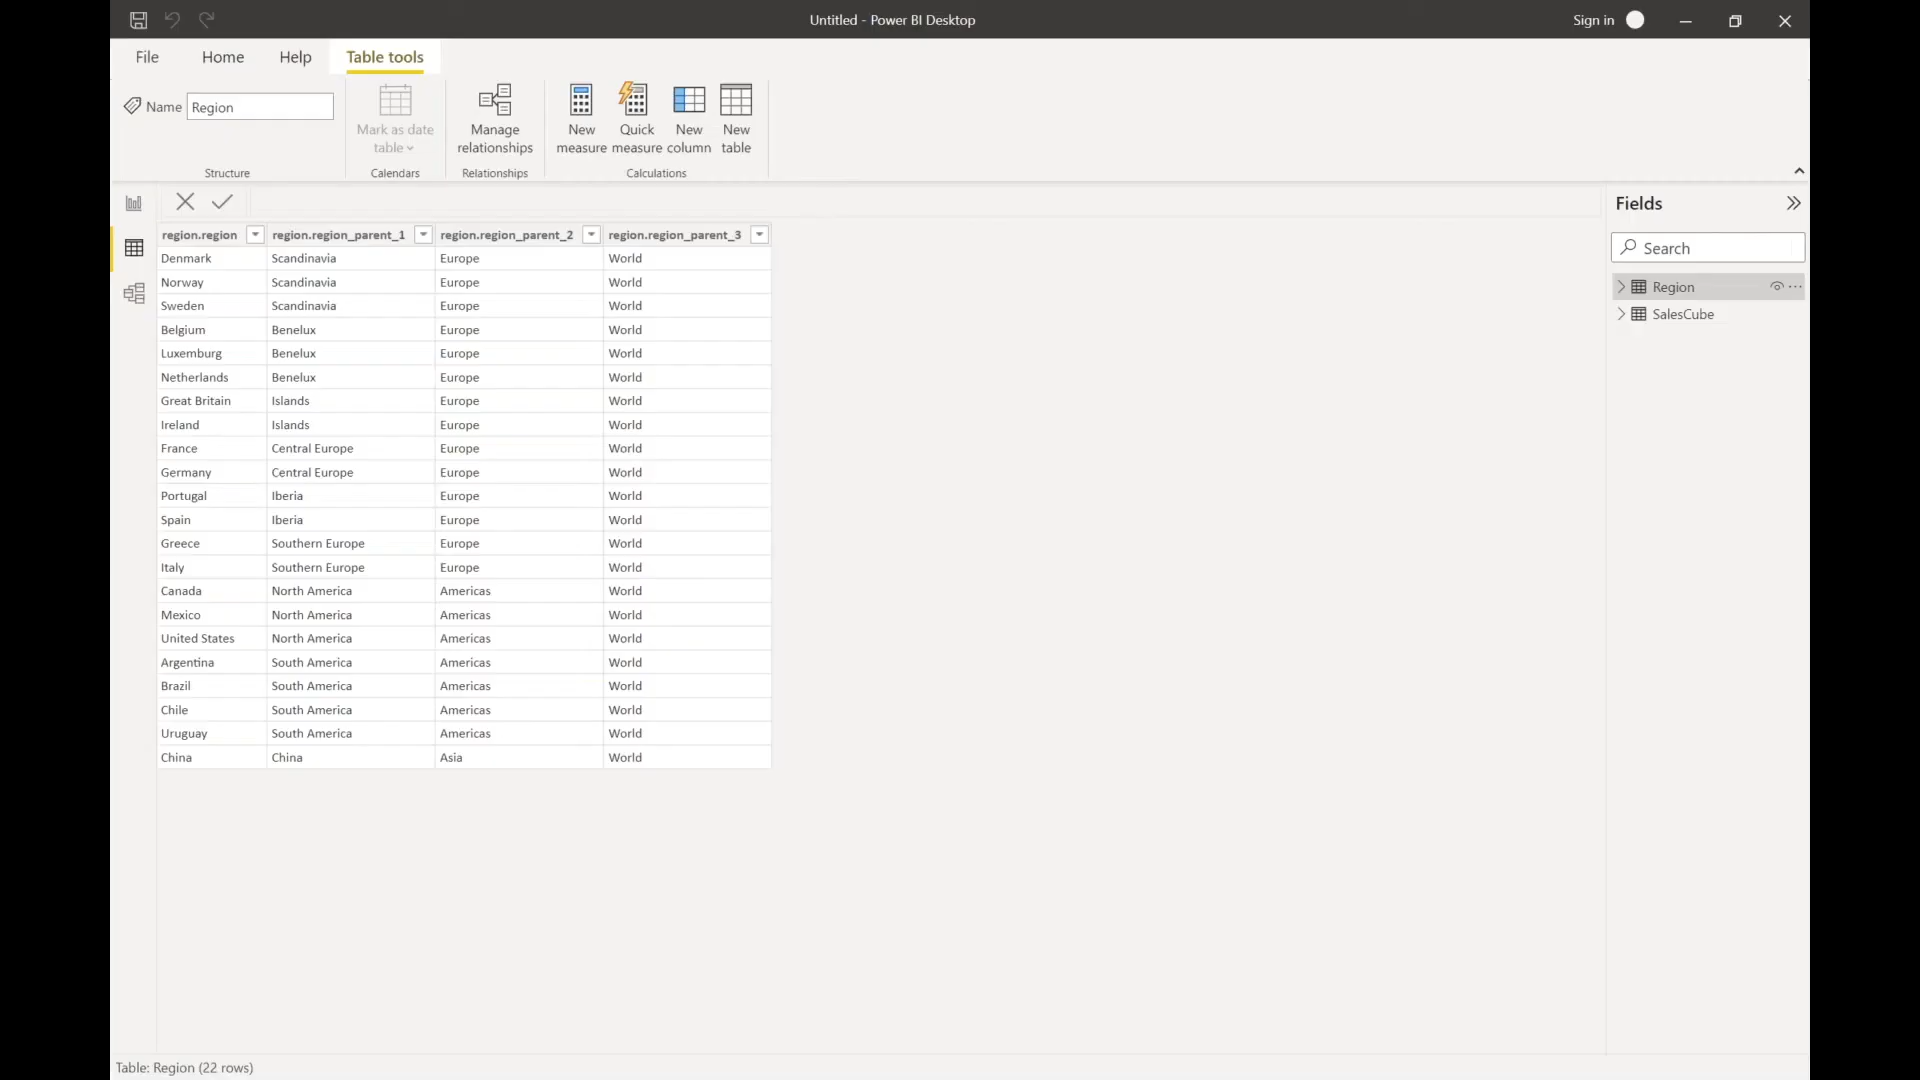 Untitled - Power BI Desktop
Sign in
File Home Help Table tools
Name Region
Mark as date table
Manage relationships
New measure
Quick measure
New column
New table
Structure Calendars Relationships Calculations
Fields
Search
Region
SalesCube
region.region region.region_parent_1 region.region_parent_2 region.region_parent_3
Denmark Scandinavia Europe World
Norway Scandinavia Europe World
Sweden Scandinavia Europe World
Belgium Benelux Europe World
Luxemburg Benelux Europe World
Netherlands Benelux Europe World
Great Britain Islands Europe World
Ireland Islands Europe World
France Central Europe Europe World
Germany Central Europe Europe World
Portugal Iberia Europe World
Spain Iberia Europe World
Greece Southern Europe Europe World
Italy Southern Europe Europe World
Canada North America Americas World
Mexico North America Americas World
United States North America Americas World
Argentina South America Americas World
Brazil South America Americas World
Chile South America Americas World
Uruguay South America Americas World
China China Asia World
Table: Region (22 rows)